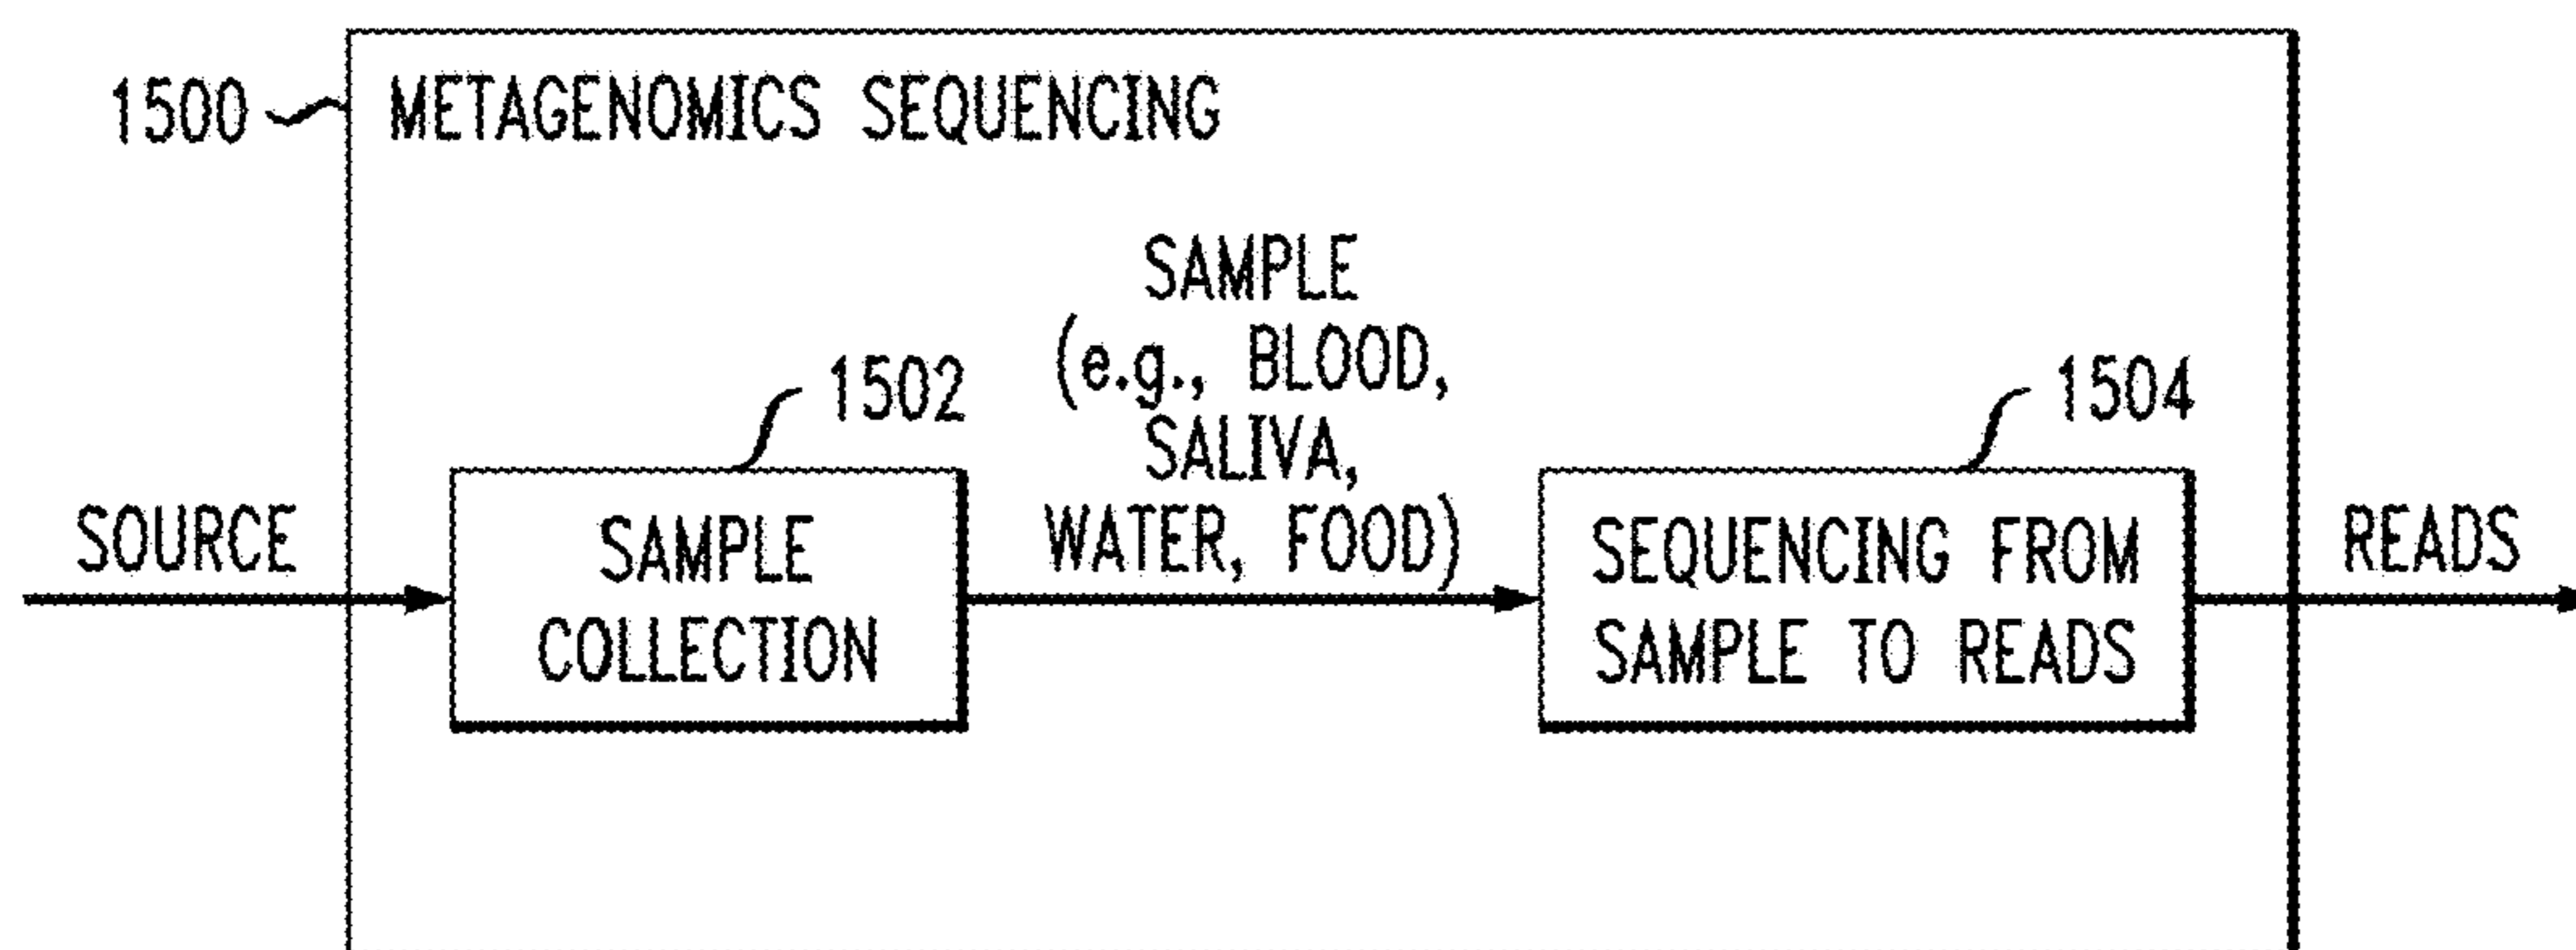 1500
METAGENOMICS SEQUENCING
SOURCE
1502
SAMPLE
COLLECTION
SAMPLE
(e.g., BLOOD,
SALIVA,
WATER, FOOD)
1504
SEQUENCING FROM
SAMPLE TO READS
READS